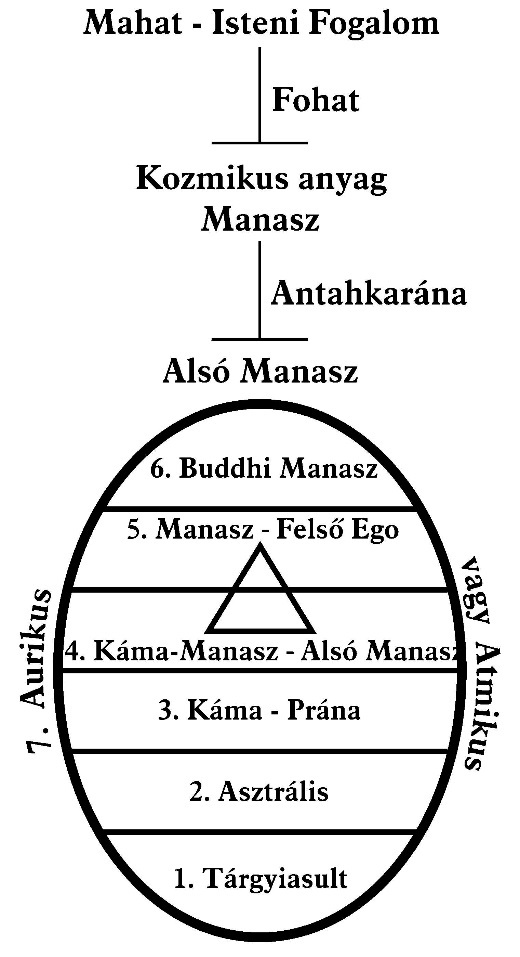 Mahat - Isteni Fogalom
Fohat
Kozmikus anyag
Manasz
Antahkarána
Alsó Manasz
6. Buddhi Manasz
5. Manasz - Felső Ego
4. Káma-Manasz - Alsó Manasz
3. Káma - Prána
2. Asztrális
1. Tárgyiasult
7. Aurikus
vagy Atmikus